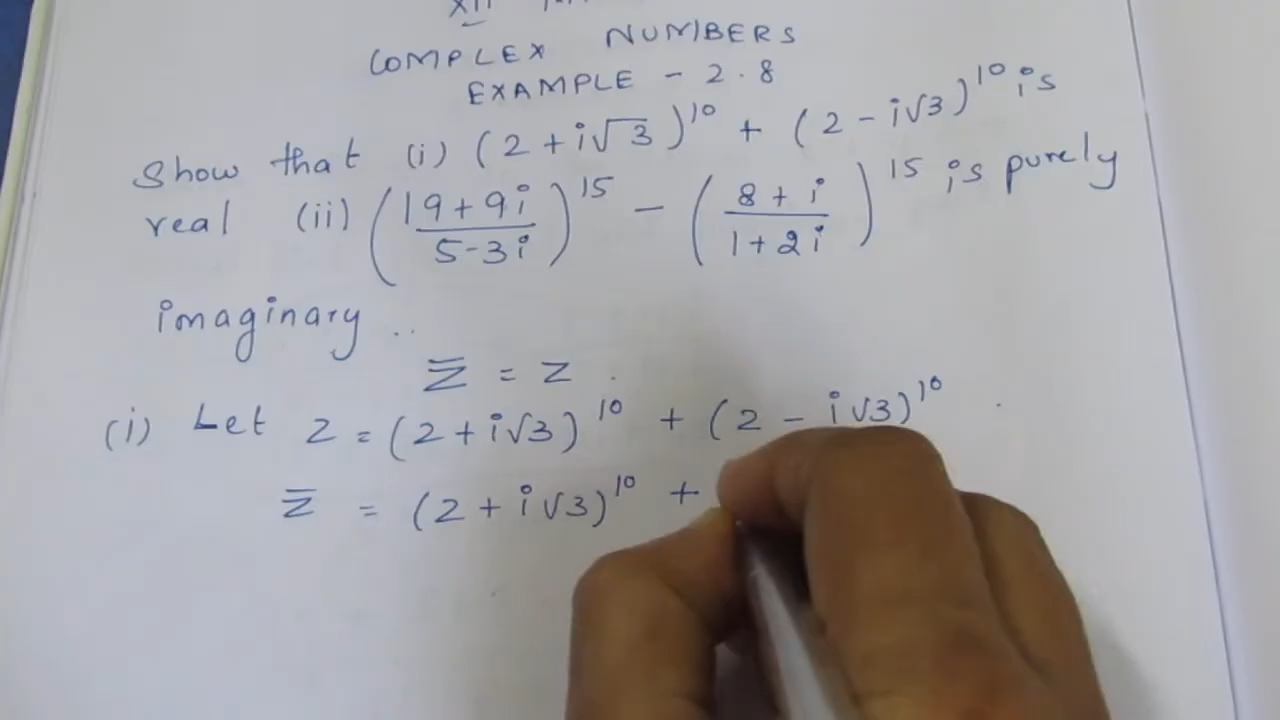 XII
COMPLEX NUMBERS
EXAMPLE - 2.8
Show that (i) (2+i√3)^10 + (2-i√3)^10 is
real (ii) ((19+9i)/(5-3i))^15 - ((8+i)/(1+2i))^15 is purely
imaginary..
z̄ = z.
(i) Let z = (2+i√3)^10 + (2-i√3)^10.
z̄ = (2+i√3)^10 +